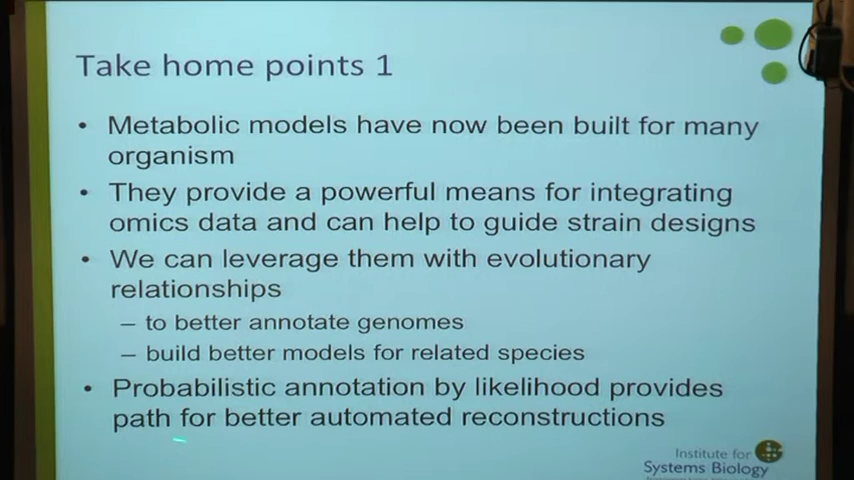 Take home points 1
• Metabolic models have now been built for many
organism
• They provide a powerful means for integrating
omics data and can help to guide strain designs
• We can leverage them with evolutionary
relationships
– to better annotate genomes
– build better models for related species
• Probabilistic annotation by likelihood provides
path for better automated reconstructions
Institute for
Systems Biology